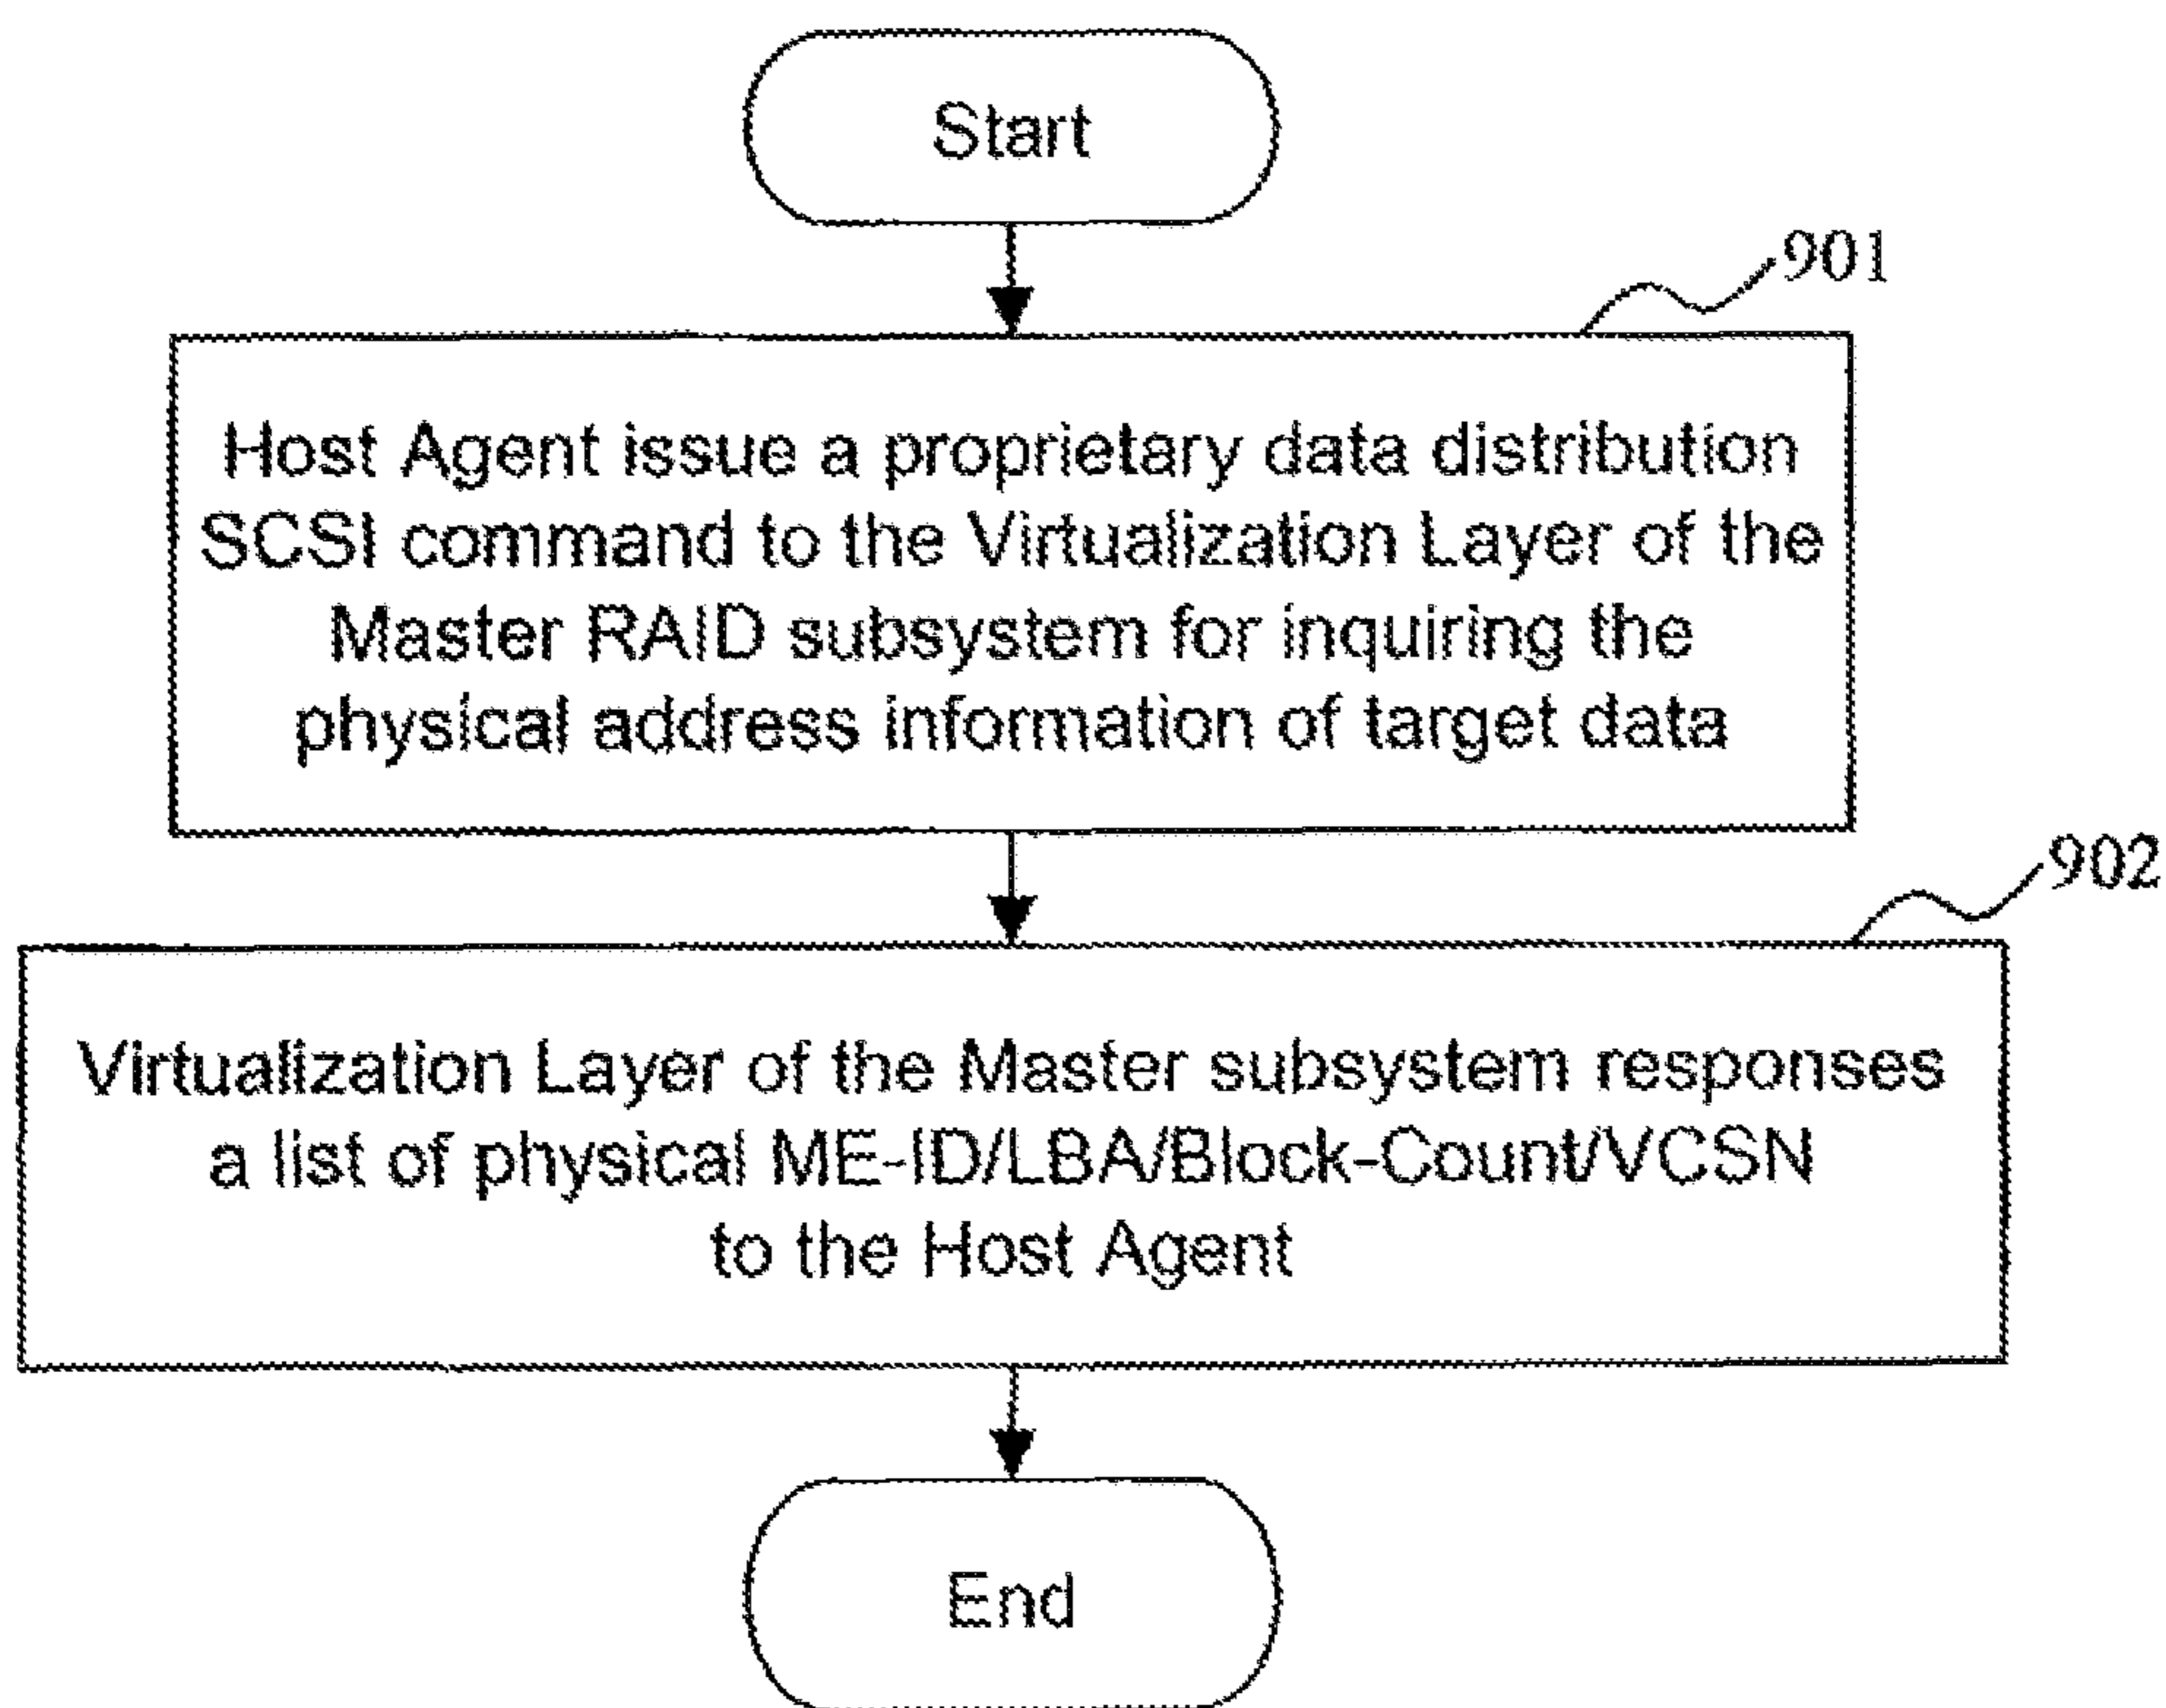 Start
901
Host Agent issue a proprietary data distribution
SCSI command to the Virtualization Layer of the
Master RAID subsystem for inquiring the
physical address information of target data
902
Virtualization Layer of the Master subsystem responses
a list of physical ME-ID/LBA/Block-Count/VCSN
to the Host Agent
End